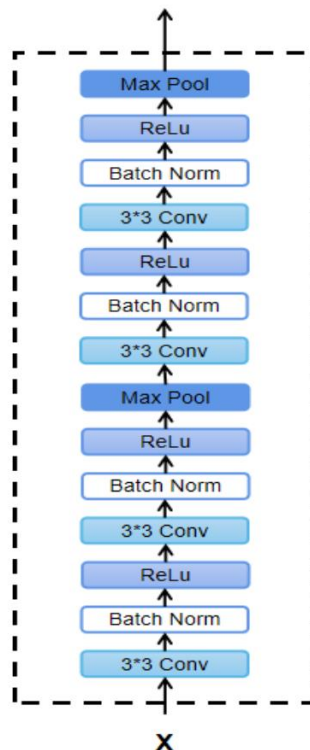 Max Pool
ReLu
Batch Norm
3*3 Conv
ReLu
Batch Norm
3*3 Conv
Max Pool
ReLu
Batch Norm
3*3 Conv
ReLu
Batch Norm
3*3 Conv
X